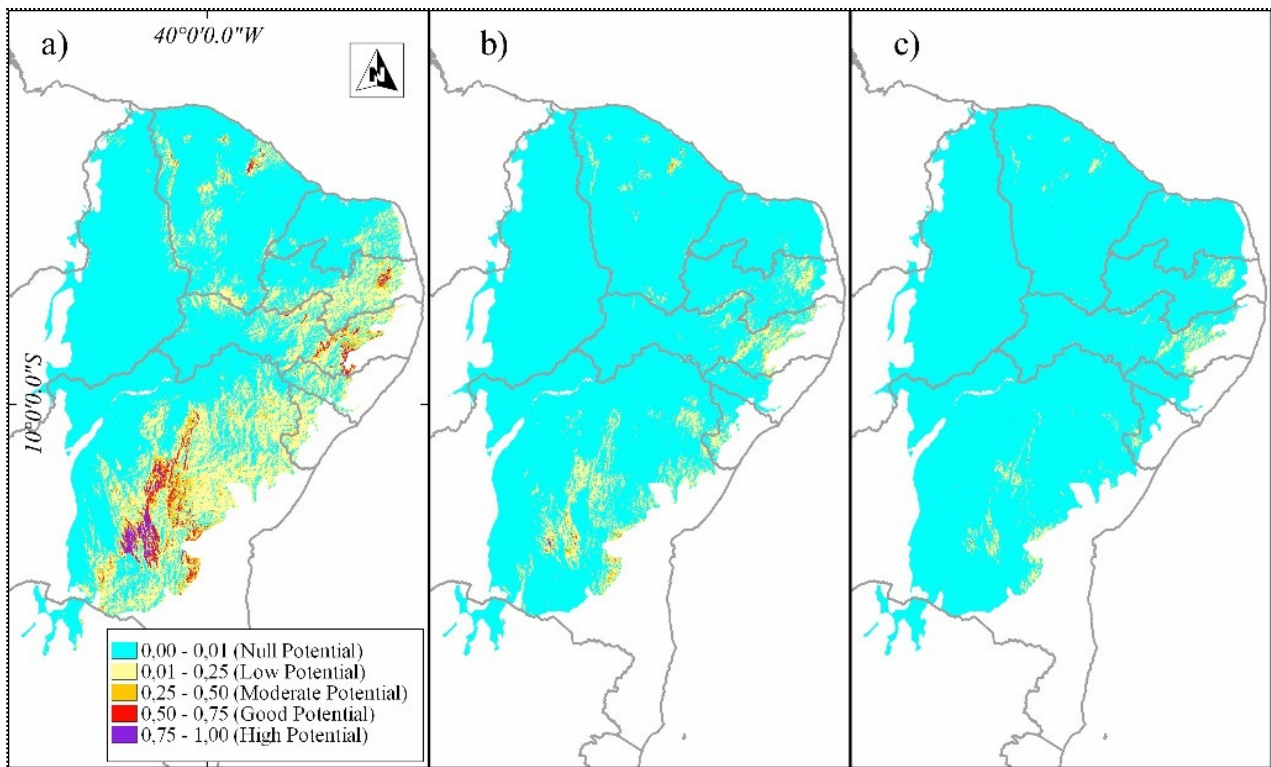 a)
40°0'0.0"W
N
b)
c)
10°0'0.0"S
0,00 - 0,01 (Null Potential)
0,01 - 0,25 (Low Potential)
0,25 - 0,50 (Moderate Potential)
0,50 - 0,75 (Good Potential)
0,75 - 1,00 (High Potential)